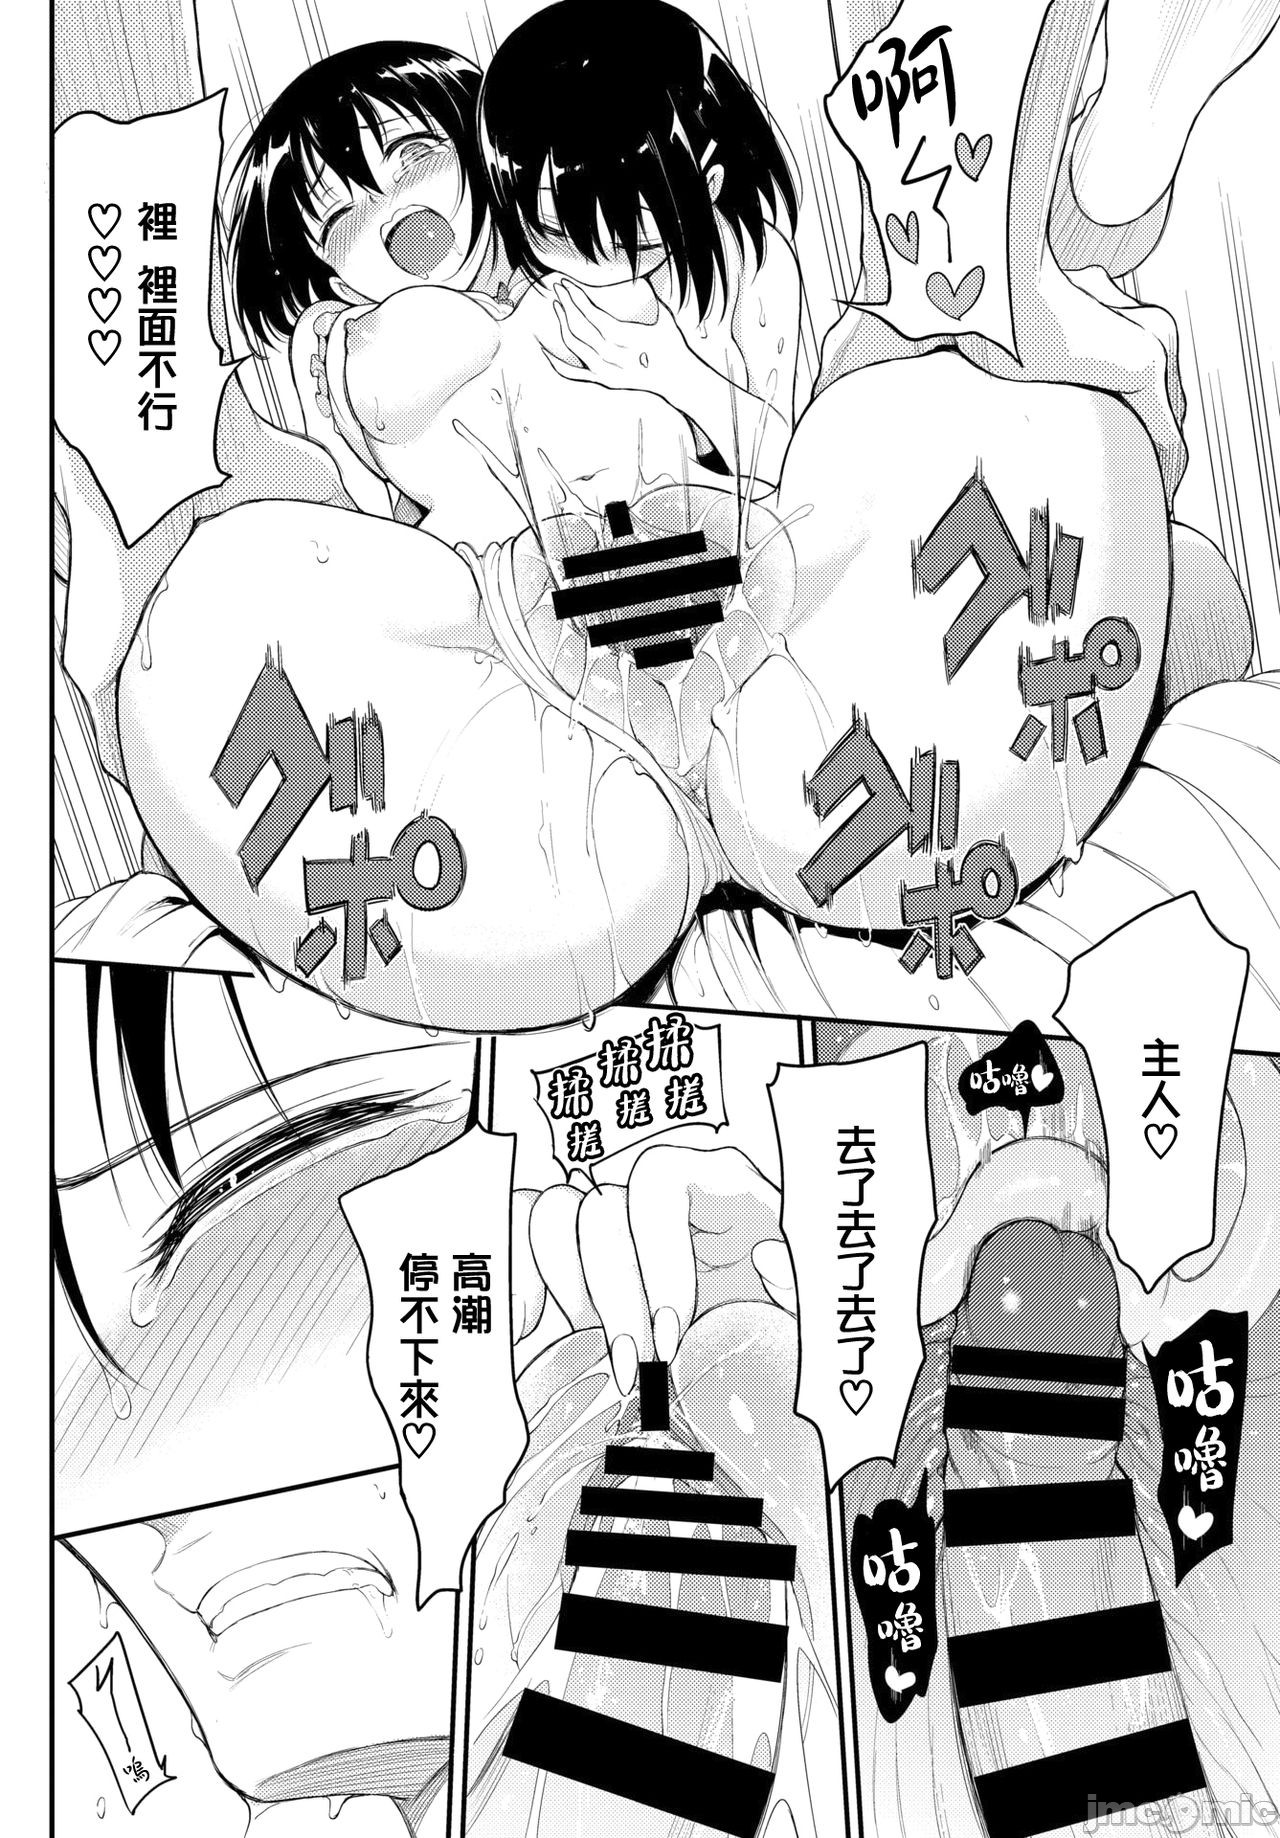 啊～～
グポ
グポ
グポ
裡 裡面不行
♡♡♡♡
主人♡
咕嚕♥
咕嚕♥
咕嚕♥
去了去了去了♡
揉搓
揉搓
揉搓
高潮
停不下來♡
嗚
jmcomic